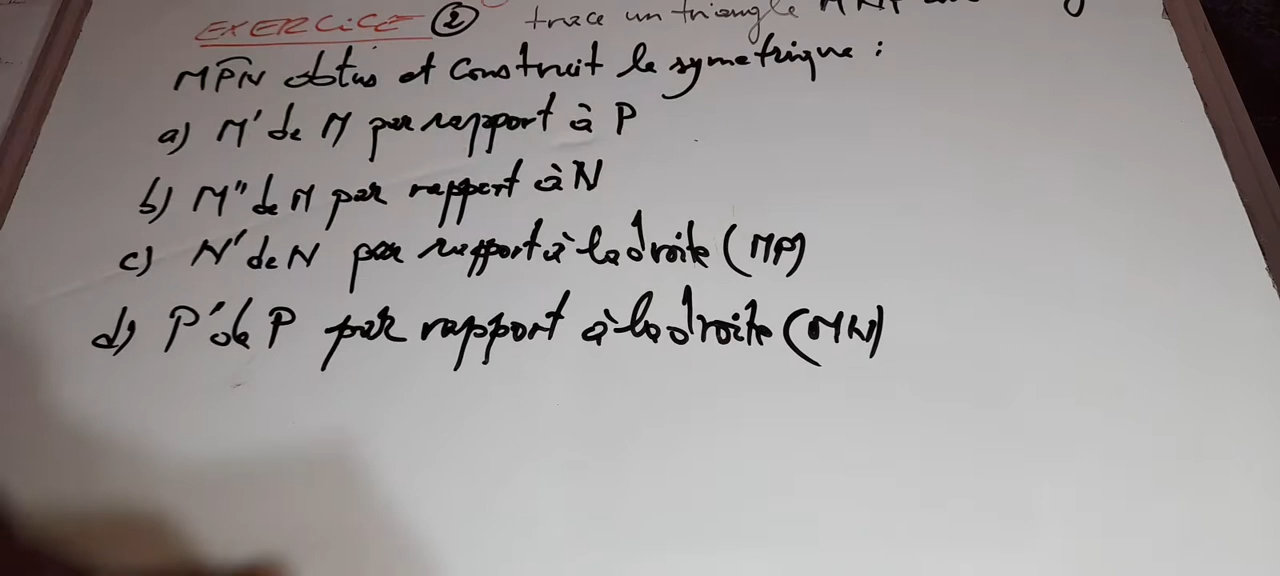 EXERCICE ② trace un triangle MNP
MPN obtus et Construit le symetrique :
a) M' de M par rapport à P
b) M" de M par rapport à N
c) N' de N par rapport à la droite (MP)
d) P' de P par rapport à la droite (MN)